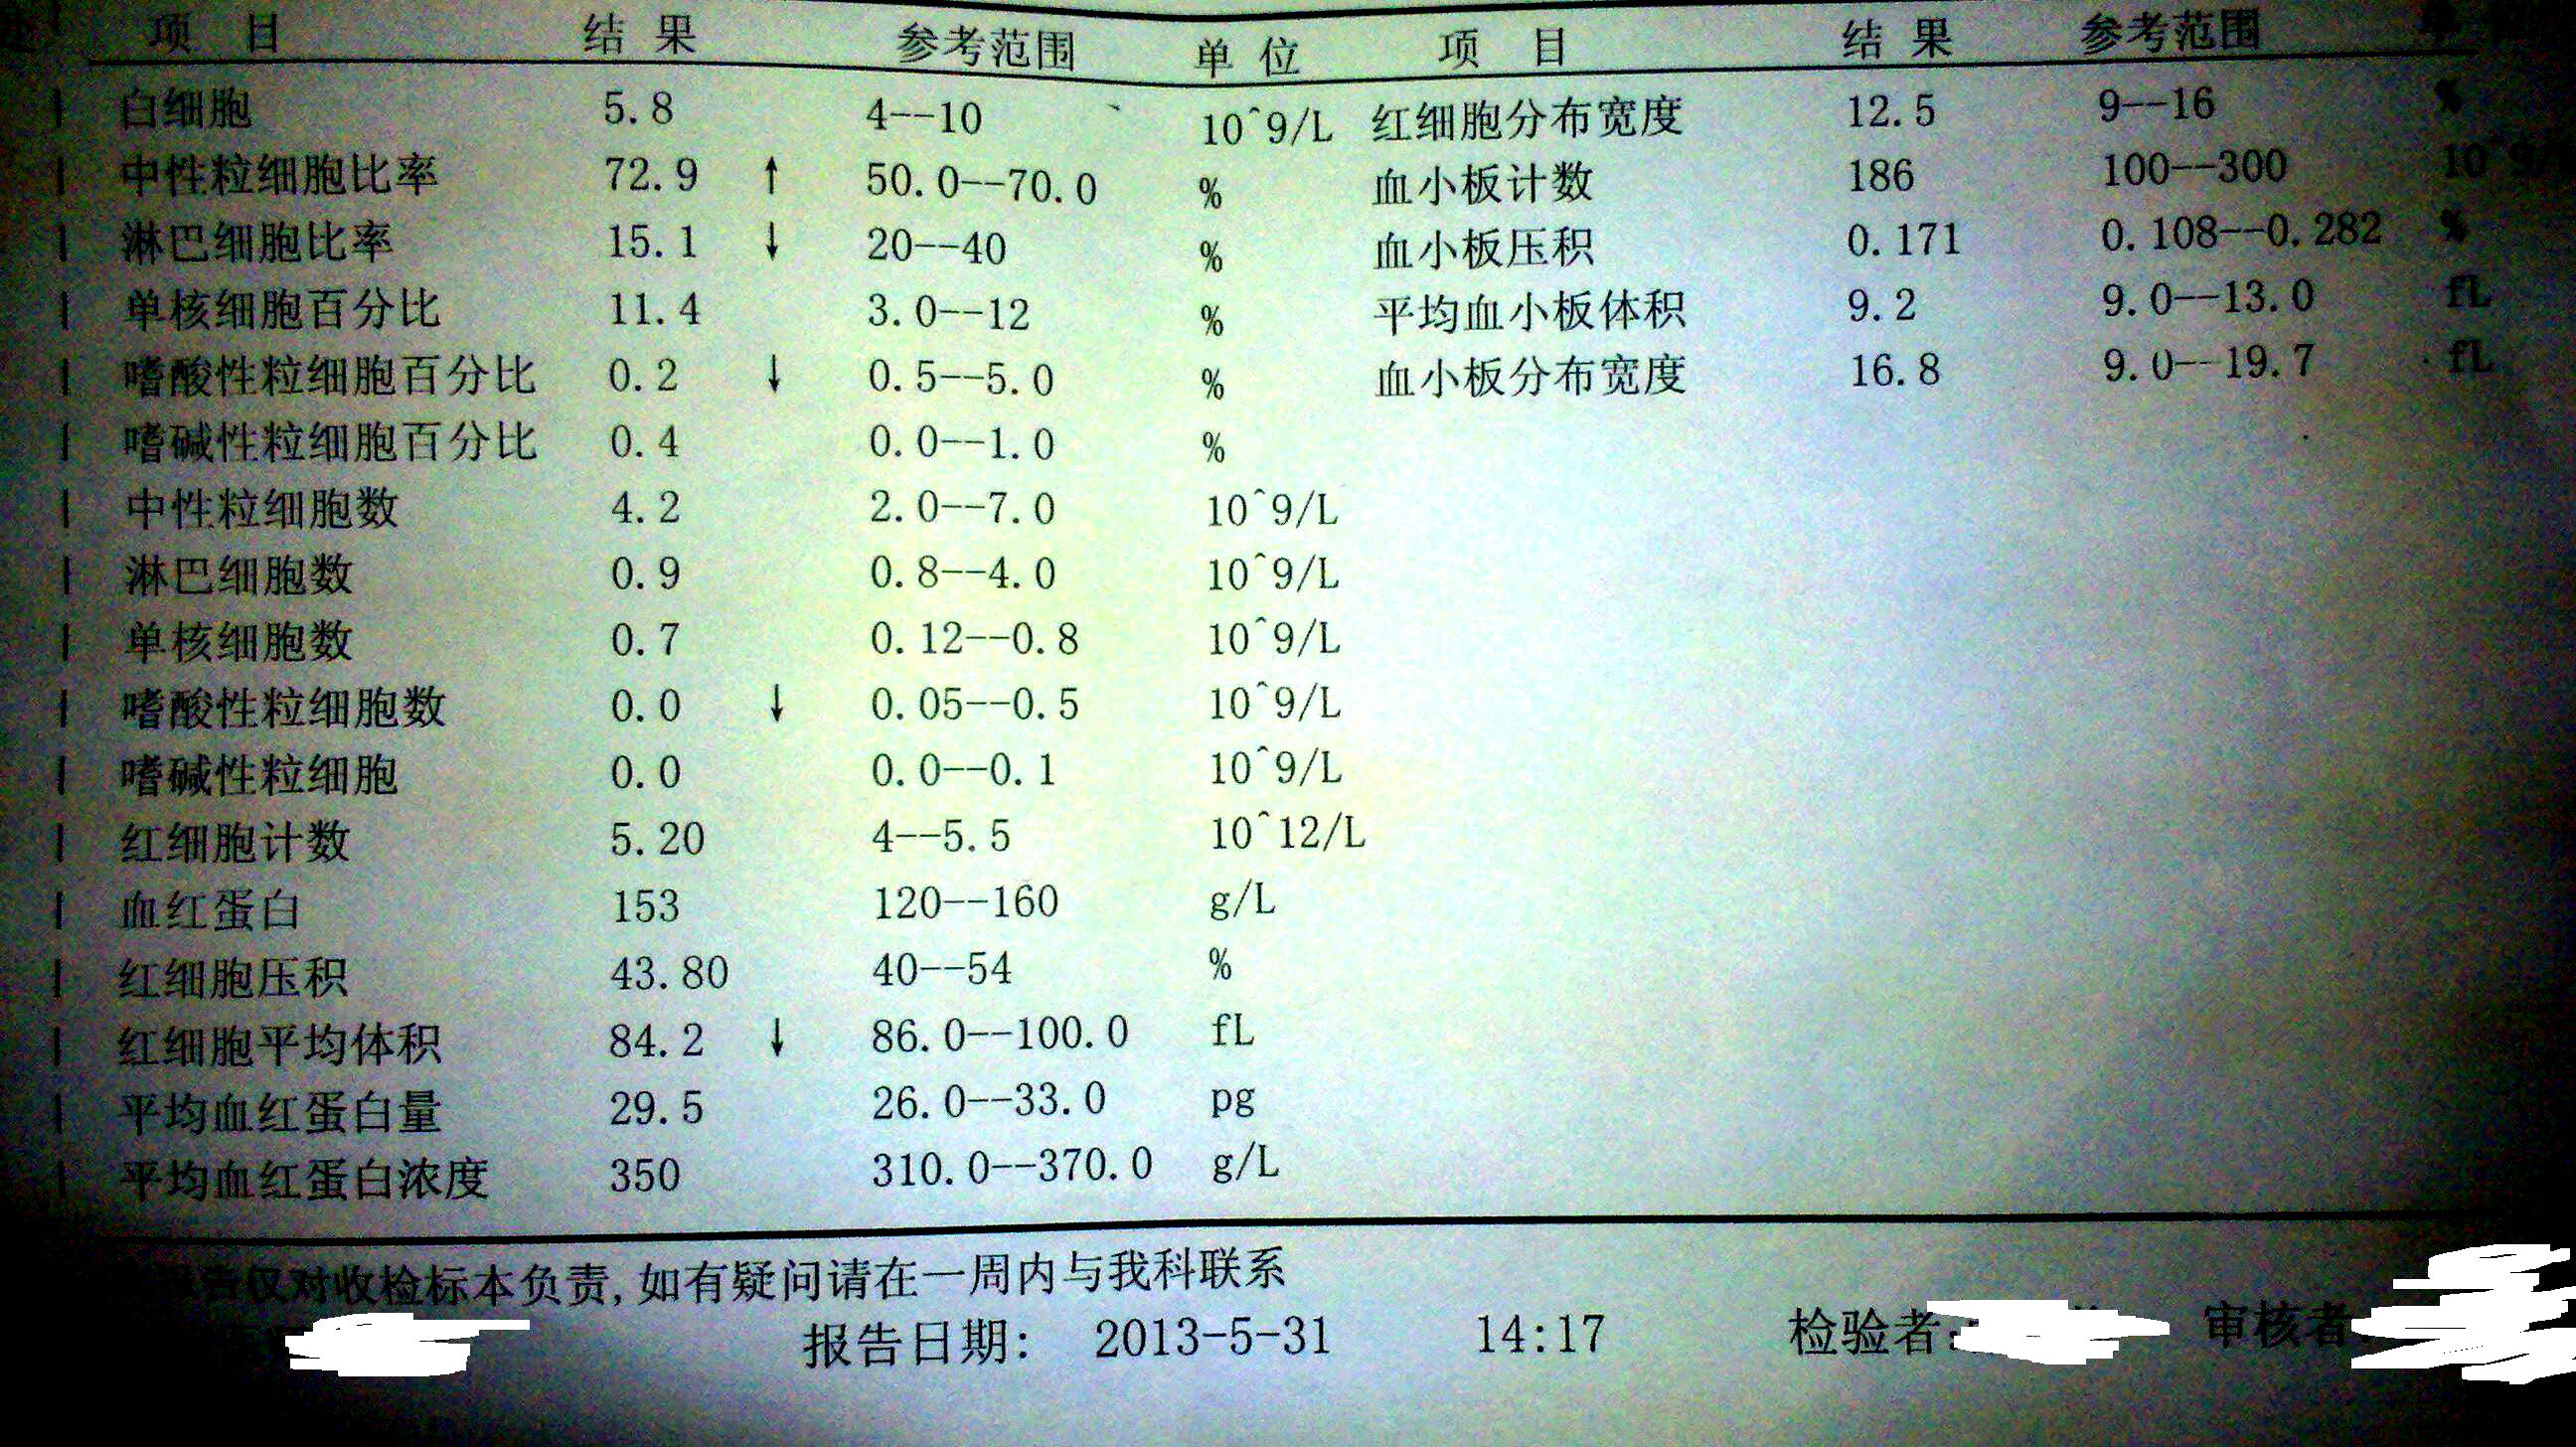 项 目 结 果 参考范围 单 位 项 目 结 果 参考范围
白细胞 5.8 4--10 10^9/L 红细胞分布宽度 12.5 9--16 %
中性粒细胞比率 72.9 ↑ 50.0--70.0 % 血小板计数 186 100--300 10^9/
淋巴细胞比率 15.1 ↓ 20--40 % 血小板压积 0.171 0.108--0.282 %
单核细胞百分比 11.4 3.0--12 % 平均血小板体积 9.2 9.0--13.0 fL
嗜酸性粒细胞百分比 0.2 ↓ 0.5--5.0 % 血小板分布宽度 16.8 9.0--19.7 fL
嗜碱性粒细胞百分比 0.4 0.0--1.0 %
中性粒细胞数 4.2 2.0--7.0 10^9/L
淋巴细胞数 0.9 0.8--4.0 10^9/L
单核细胞数 0.7 0.12--0.8 10^9/L
嗜酸性粒细胞数 0.0 ↓ 0.05--0.5 10^9/L
嗜碱性粒细胞 0.0 0.0--0.1 10^9/L
红细胞计数 5.20 4--5.5 10^12/L
血红蛋白 153 120--160 g/L
红细胞压积 43.80 40--54 %
红细胞平均体积 84.2 ↓ 86.0--100.0 fL
平均血红蛋白量 29.5 26.0--33.0 pg
平均血红蛋白浓度 350 310.0--370.0 g/L
告仅对收检标本负责,如有疑问请在一周内与我科联系
报告日期: 2013-5-31 14:17 检验者: 审核者